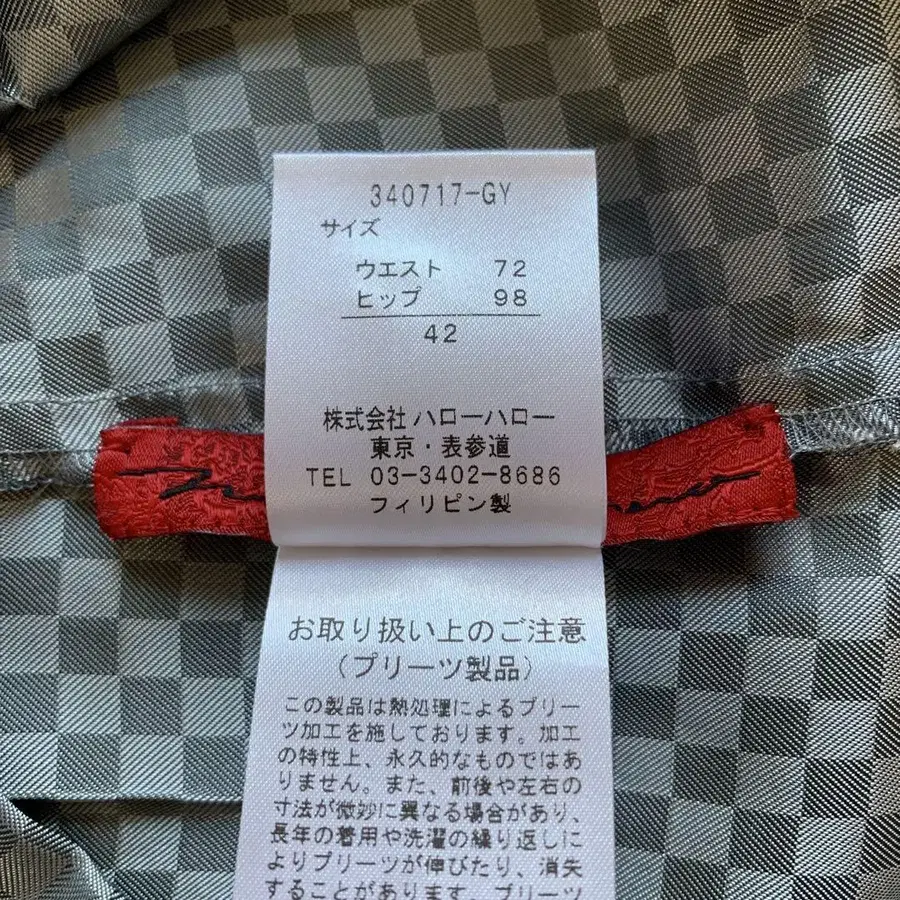 340717-GY
サイズ
ウエスト 72
ヒップ 98
42
株式会社 ハローハロー
東京・表参道
TEL 03-3402-8686
フィリピン製
お取り扱い上のご注意
(プリーツ製品)
この製品は熱処理によるプリー
ツ加工を施しております。加工
の特性上、永久的なものではあ
りません。また、前後や左右の
寸法が微妙に異なる場合があり、
長年の着用や洗濯の繰り返しに
よりプリーツが伸びたり、消失
することがあります。プリーツ